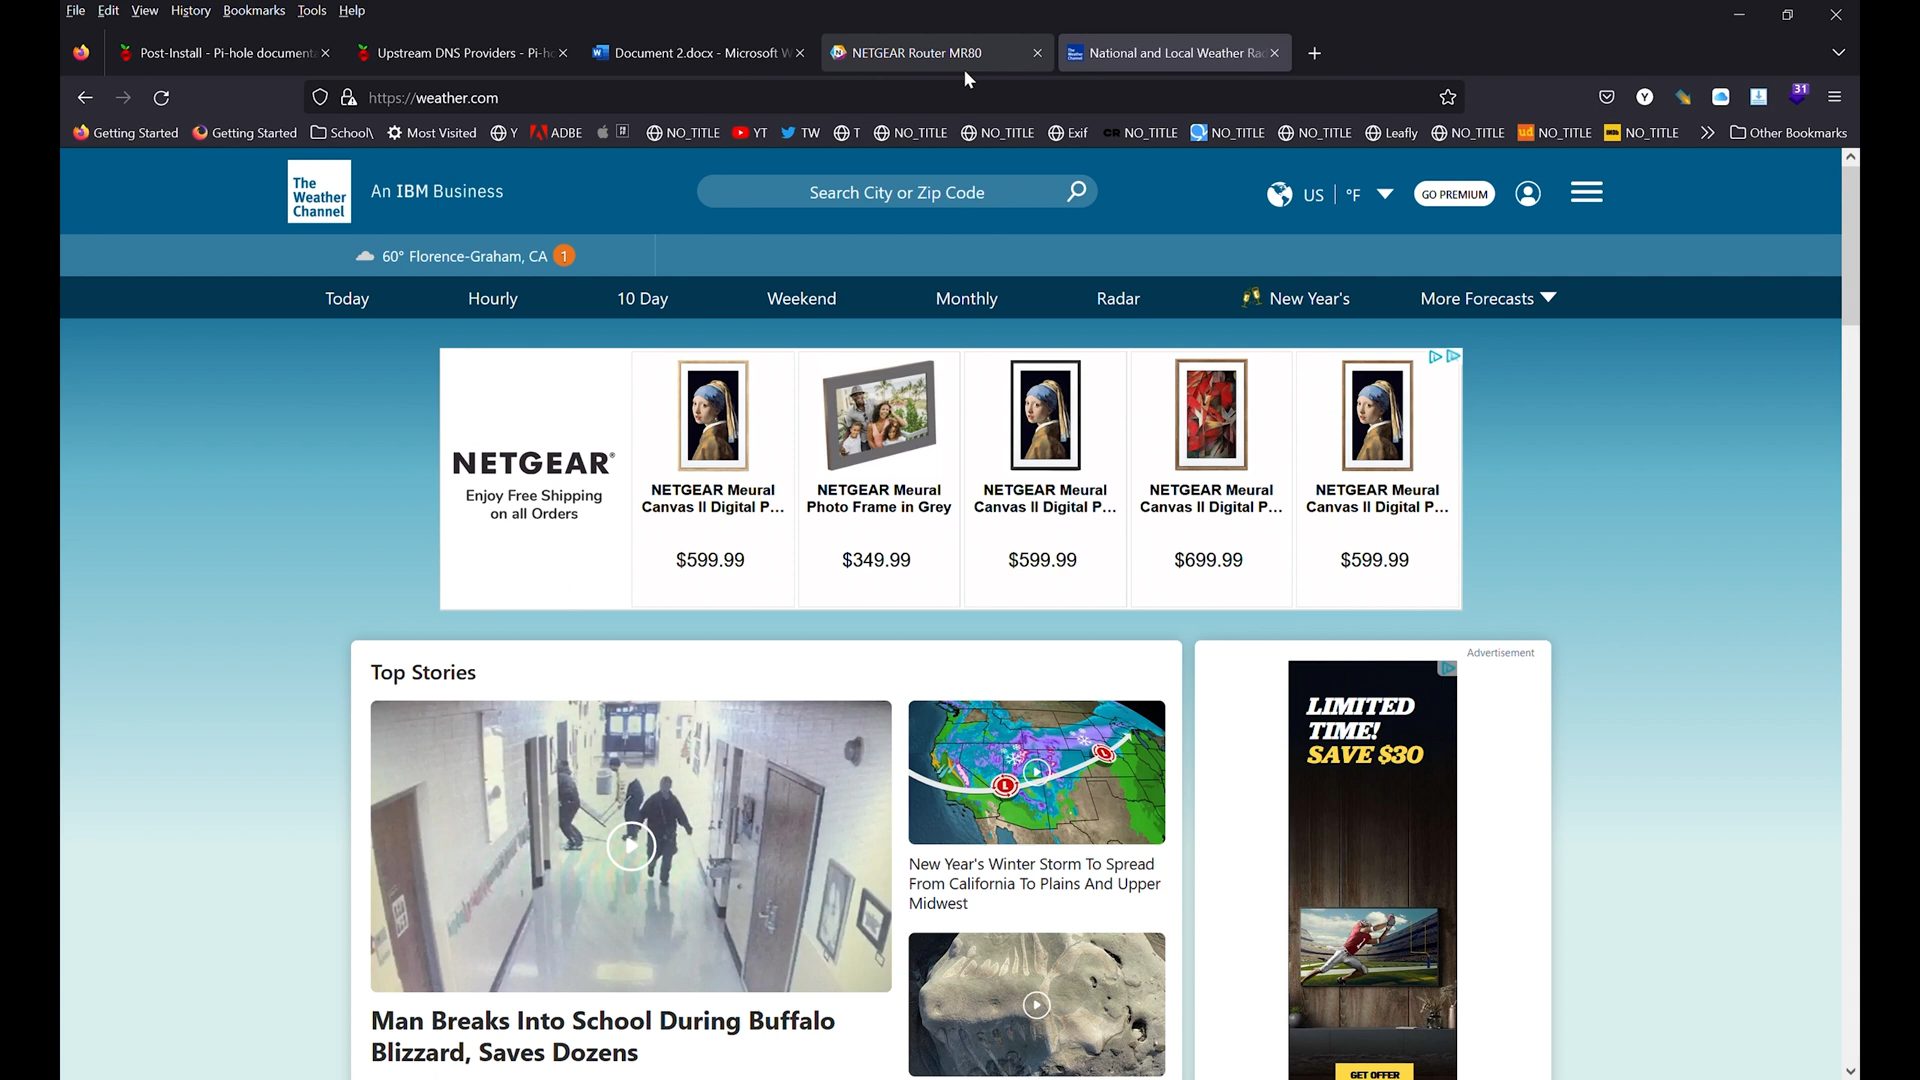 File Edit View History Bookmarks Tools Help
Post-Install - Pi-hole document Upstream DNS Providers - Pi-h Document 2.docx - Microsoft W NETGEAR Router MR80 National and Local Weather Ra
https://weather.com 31
Getting Started Getting Started School\ Most Visited Y ADBE YT TW NO_TITLE T NO_TITLE NO_TITLE Exif NO_TITLE NO_TITLE NO_TITLE Leafly NO_TITLE NO_TITLE NO_TITLE Other Bookmarks
The
Weather
Channel
An IBM Business
Search City or Zip Code
US | °F
GO PREMIUM
60° Florence-Graham, CA 1
Today Hourly 10 Day Weekend Monthly Radar New Year's More Forecasts
NETGEAR®
Enjoy Free Shipping
on all Orders
NETGEAR Meural
Canvas II Digital P...
$599.99
NETGEAR Meural
Photo Frame in Grey
$349.99
NETGEAR Meural
Canvas II Digital P...
$599.99
NETGEAR Meural
Canvas II Digital P...
$699.99
NETGEAR Meural
Canvas II Digital P...
$599.99
Top Stories
Man Breaks Into School During Buffalo
Blizzard, Saves Dozens
L
L
New Year's Winter Storm To Spread
From California To Plains And Upper
Midwest
Advertisement
LIMITED
TIME!
SAVE $30
GET OFFER